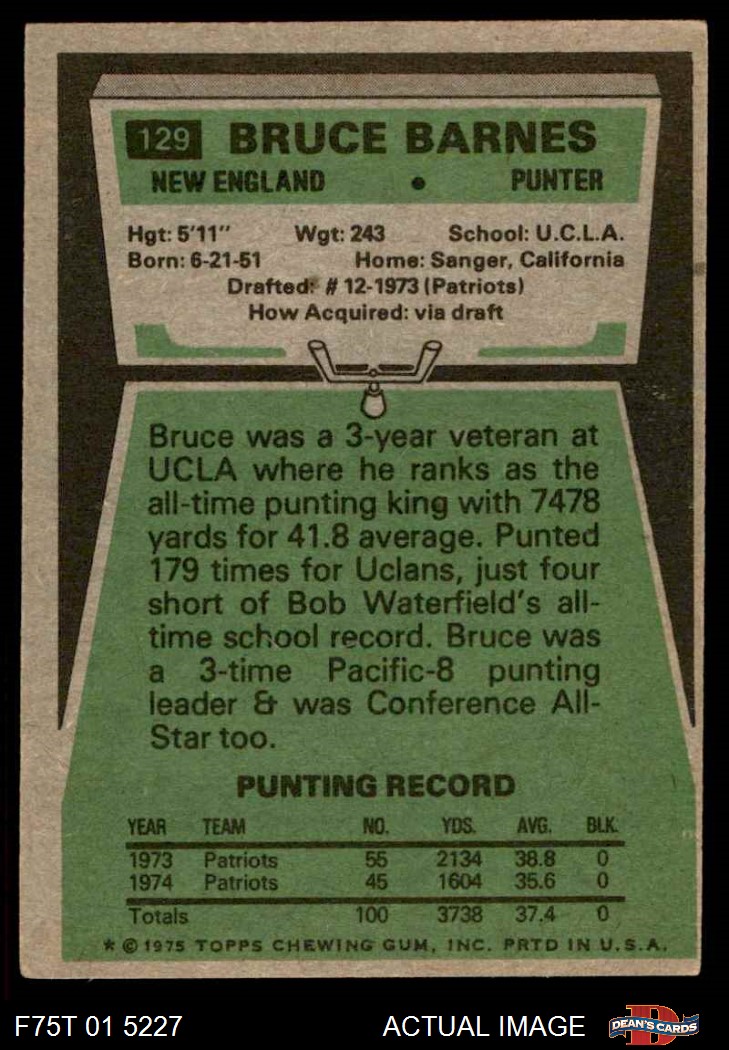 129 BRUCE BARNES
NEW ENGLAND • PUNTER
Hgt: 5'11" Wgt: 243 School: U.C.L.A.
Born: 6-21-51 Home: Sanger, California
Drafted: # 12-1973 (Patriots)
How Acquired: via draft
Bruce was a 3-year veteran at
UCLA where he ranks as the
all-time punting king with 7478
yards for 41.8 average. Punted
179 times for Uclans, just four
short of Bob Waterfield's all-
time school record. Bruce was
a 3-time Pacific-8 punting
leader & was Conference All-
Star too.
PUNTING RECORD
YEAR TEAM NO. YDS. AVG. BLK.
1973 Patriots 55 2134 38.8 0
1974 Patriots 45 1604 35.6 0
Totals 100 3738 37.4 0
* © 1975 TOPPS CHEWING GUM, INC. PRTD IN U.S.A.
F75T 01 5227 ACTUAL IMAGE D DEAN'S CARDS